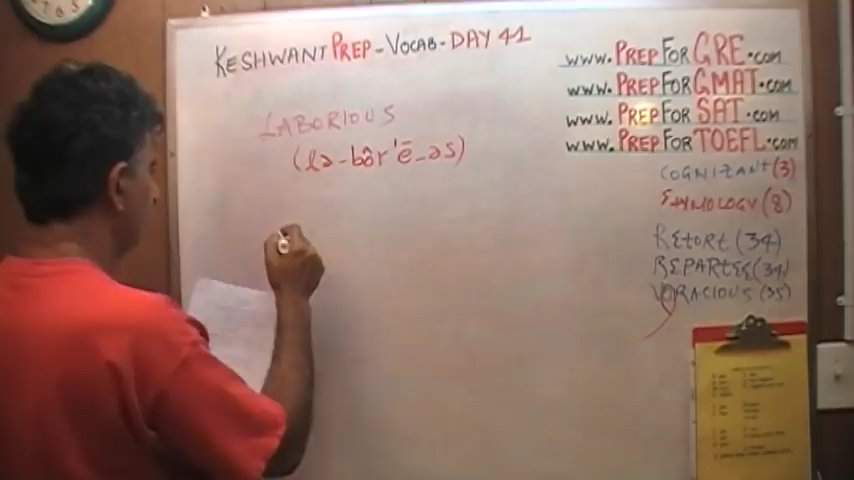 KESHWANT PREP - VOCAB - DAY 41
www.PREPFORGRE.com
www.PREPFORGMAT.com
www.PREPFORSAT.com
www.PREPFORTOEFL.com
LABORIOUS
(lə-bôr'ē-əs)
COGNIZANT (3)
ETYMOLOGY (8)
RETORT (34)
REPARTEE (34)
VORACIOUS (35)